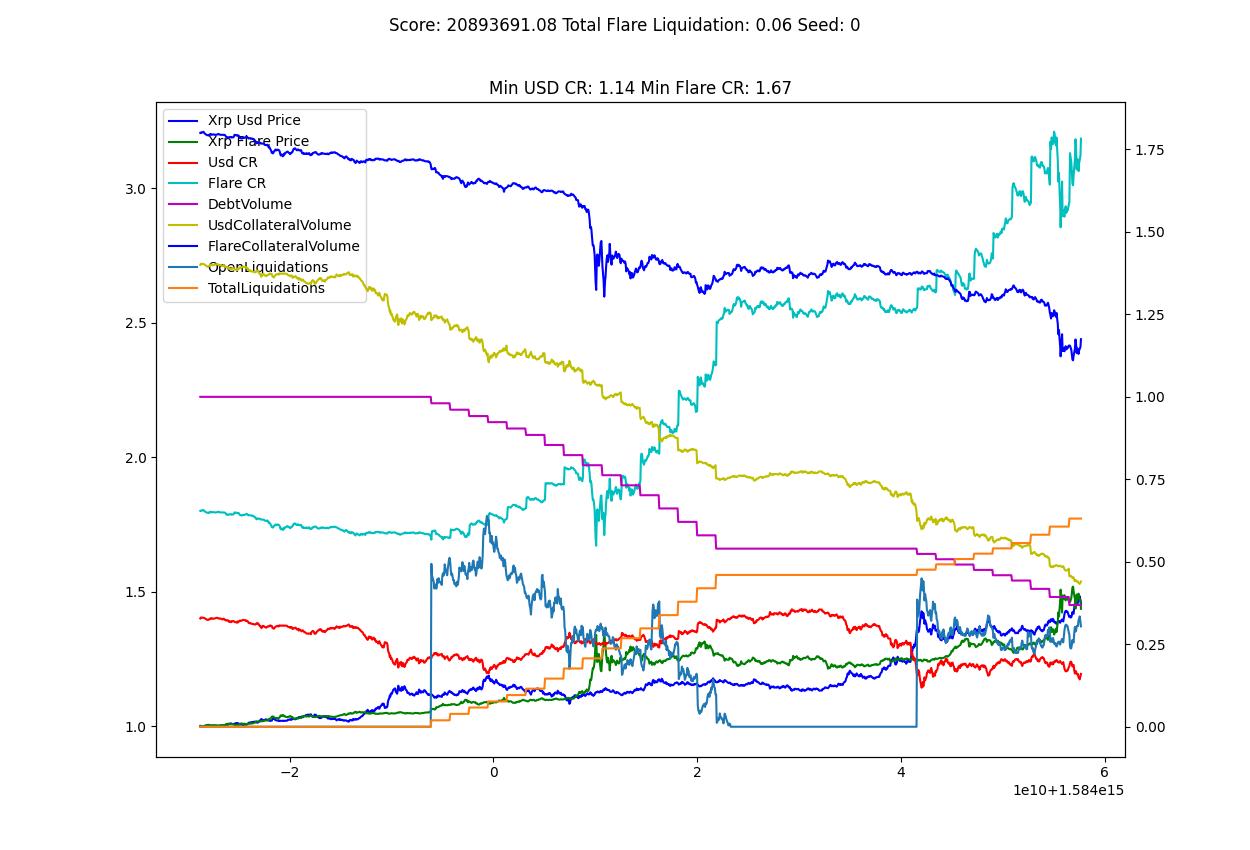 Score: 20893691.08 Total Flare Liquidation: 0.06 Seed: 0
Min USD CR: 1.14 Min Flare CR: 1.67
Xrp Usd Price
Xrp Flare Price
Usd CR
Flare CR
DebtVolume
UsdCollateralVolume
FlareCollateralVolume
OpenLiquidations
TotalLiquidations
3.0
2.5
2.0
1.5
1.0
1.75
1.50
1.25
1.00
0.75
0.50
0.25
0.00
−2
0
2
4
6
1e10+1.584e15